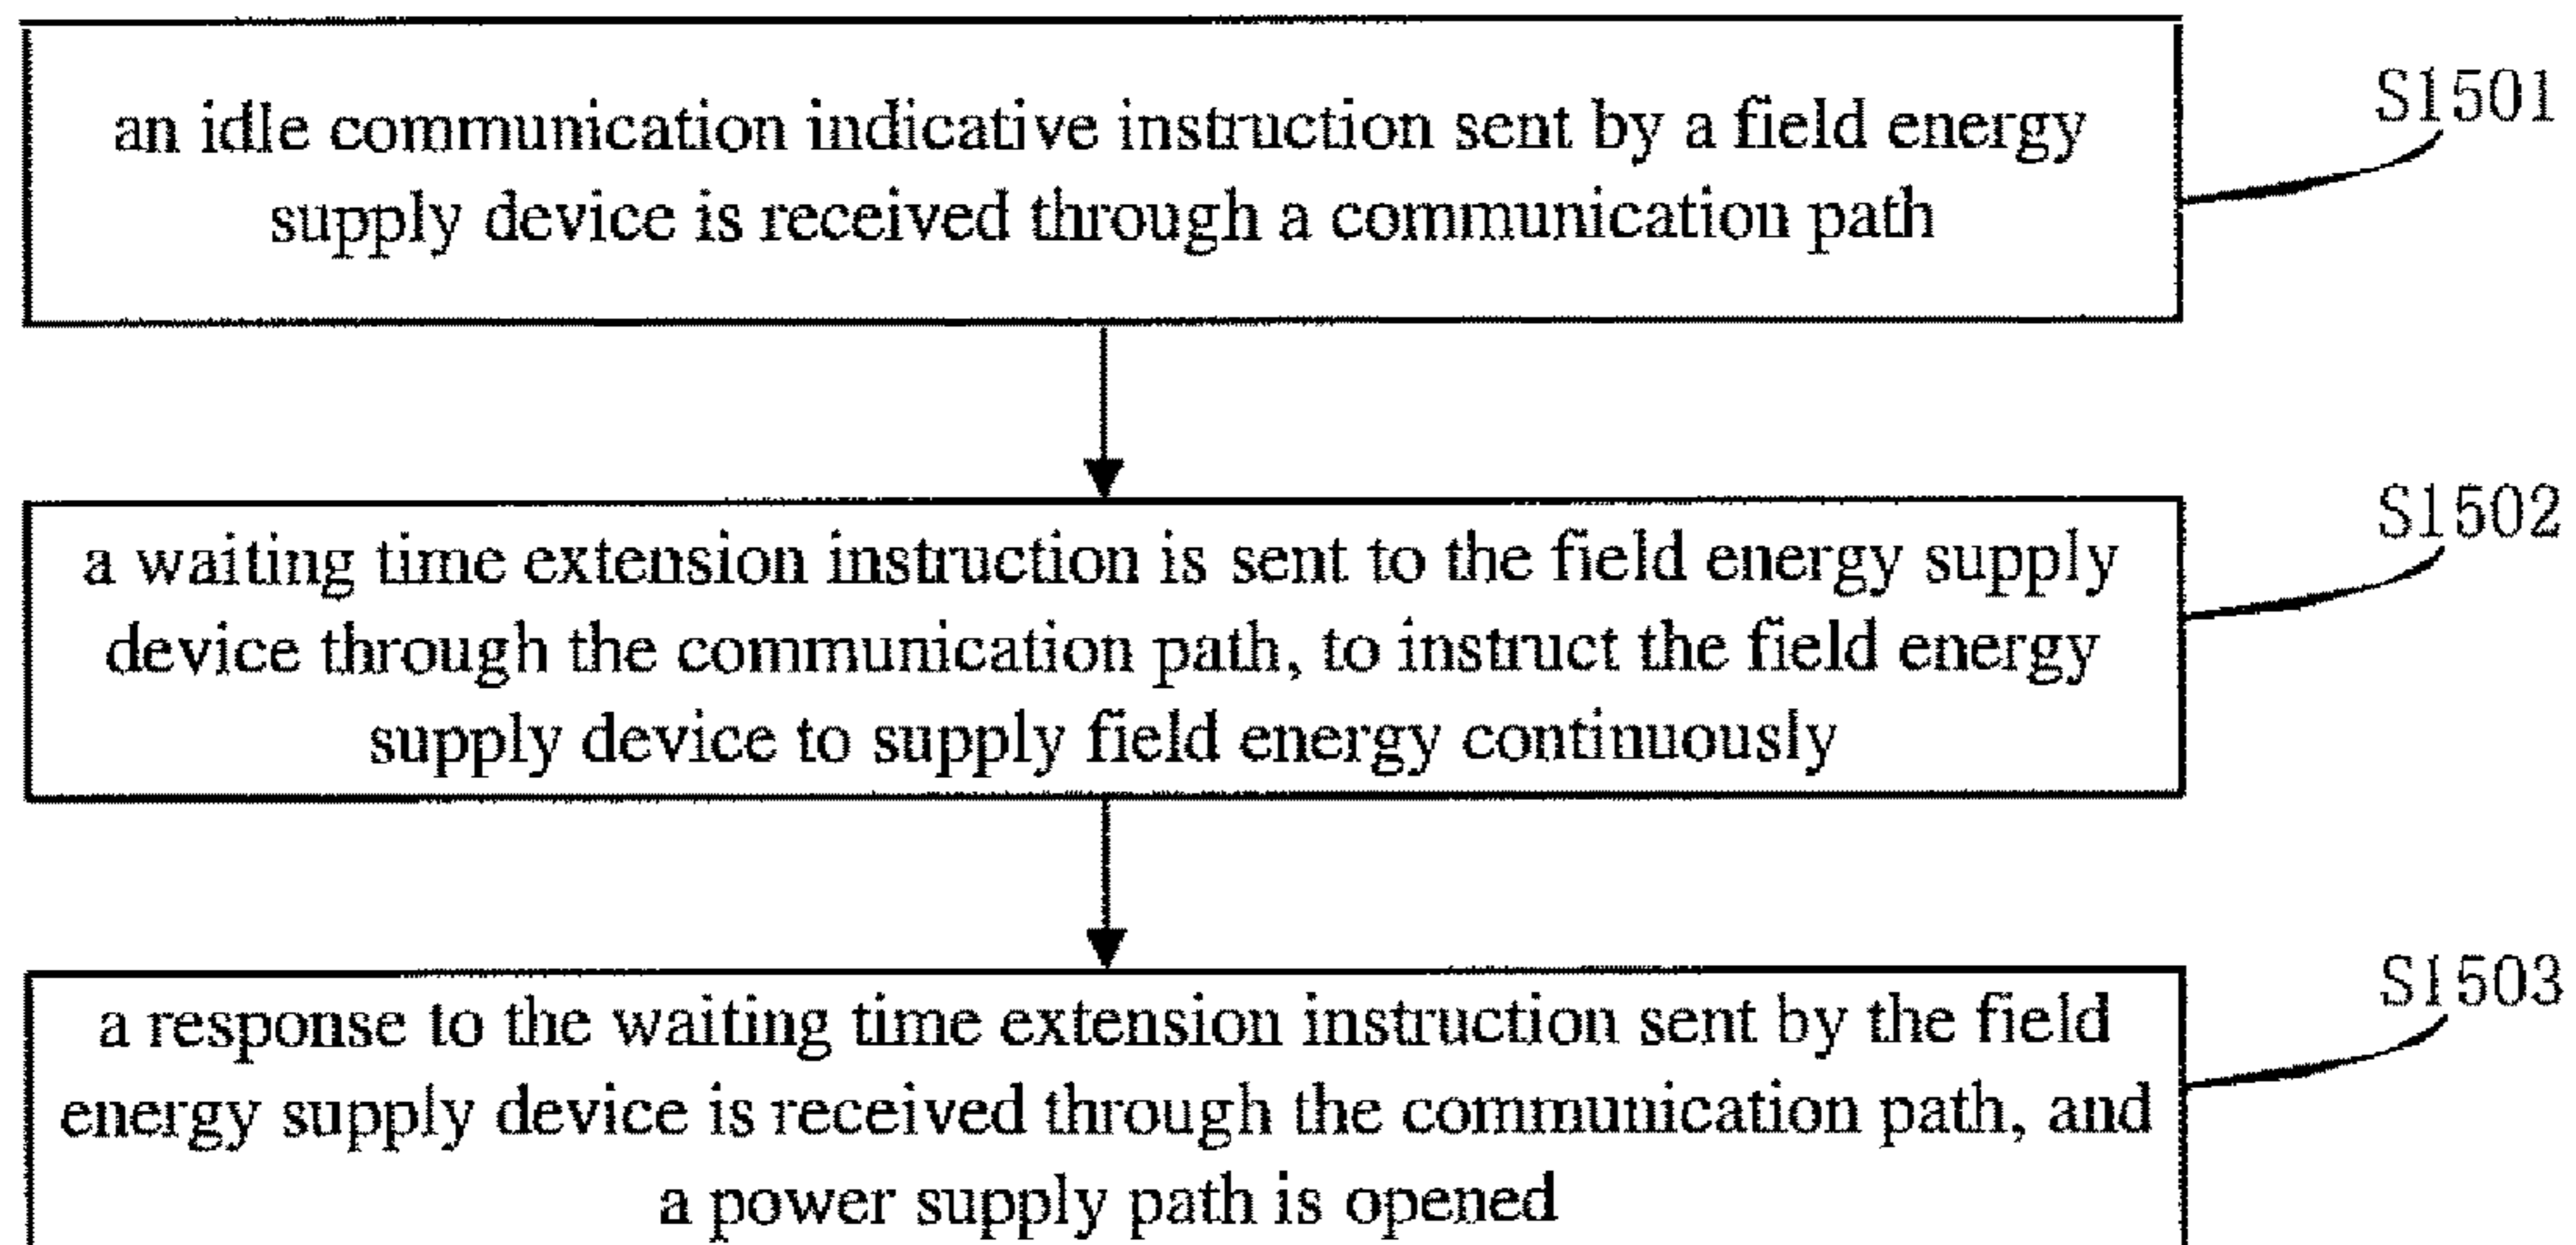 an idle communication indicative instruction sent by a field energy
supply device is received through a communication path
S1501
a waiting time extension instruction is sent to the field energy supply
device through the communication path, to instruct the field energy
supply device to supply field energy continuously
S1502
a response to the waiting time extension instruction sent by the field
energy supply device is received through the communication path, and
a power supply path is opened
S1503